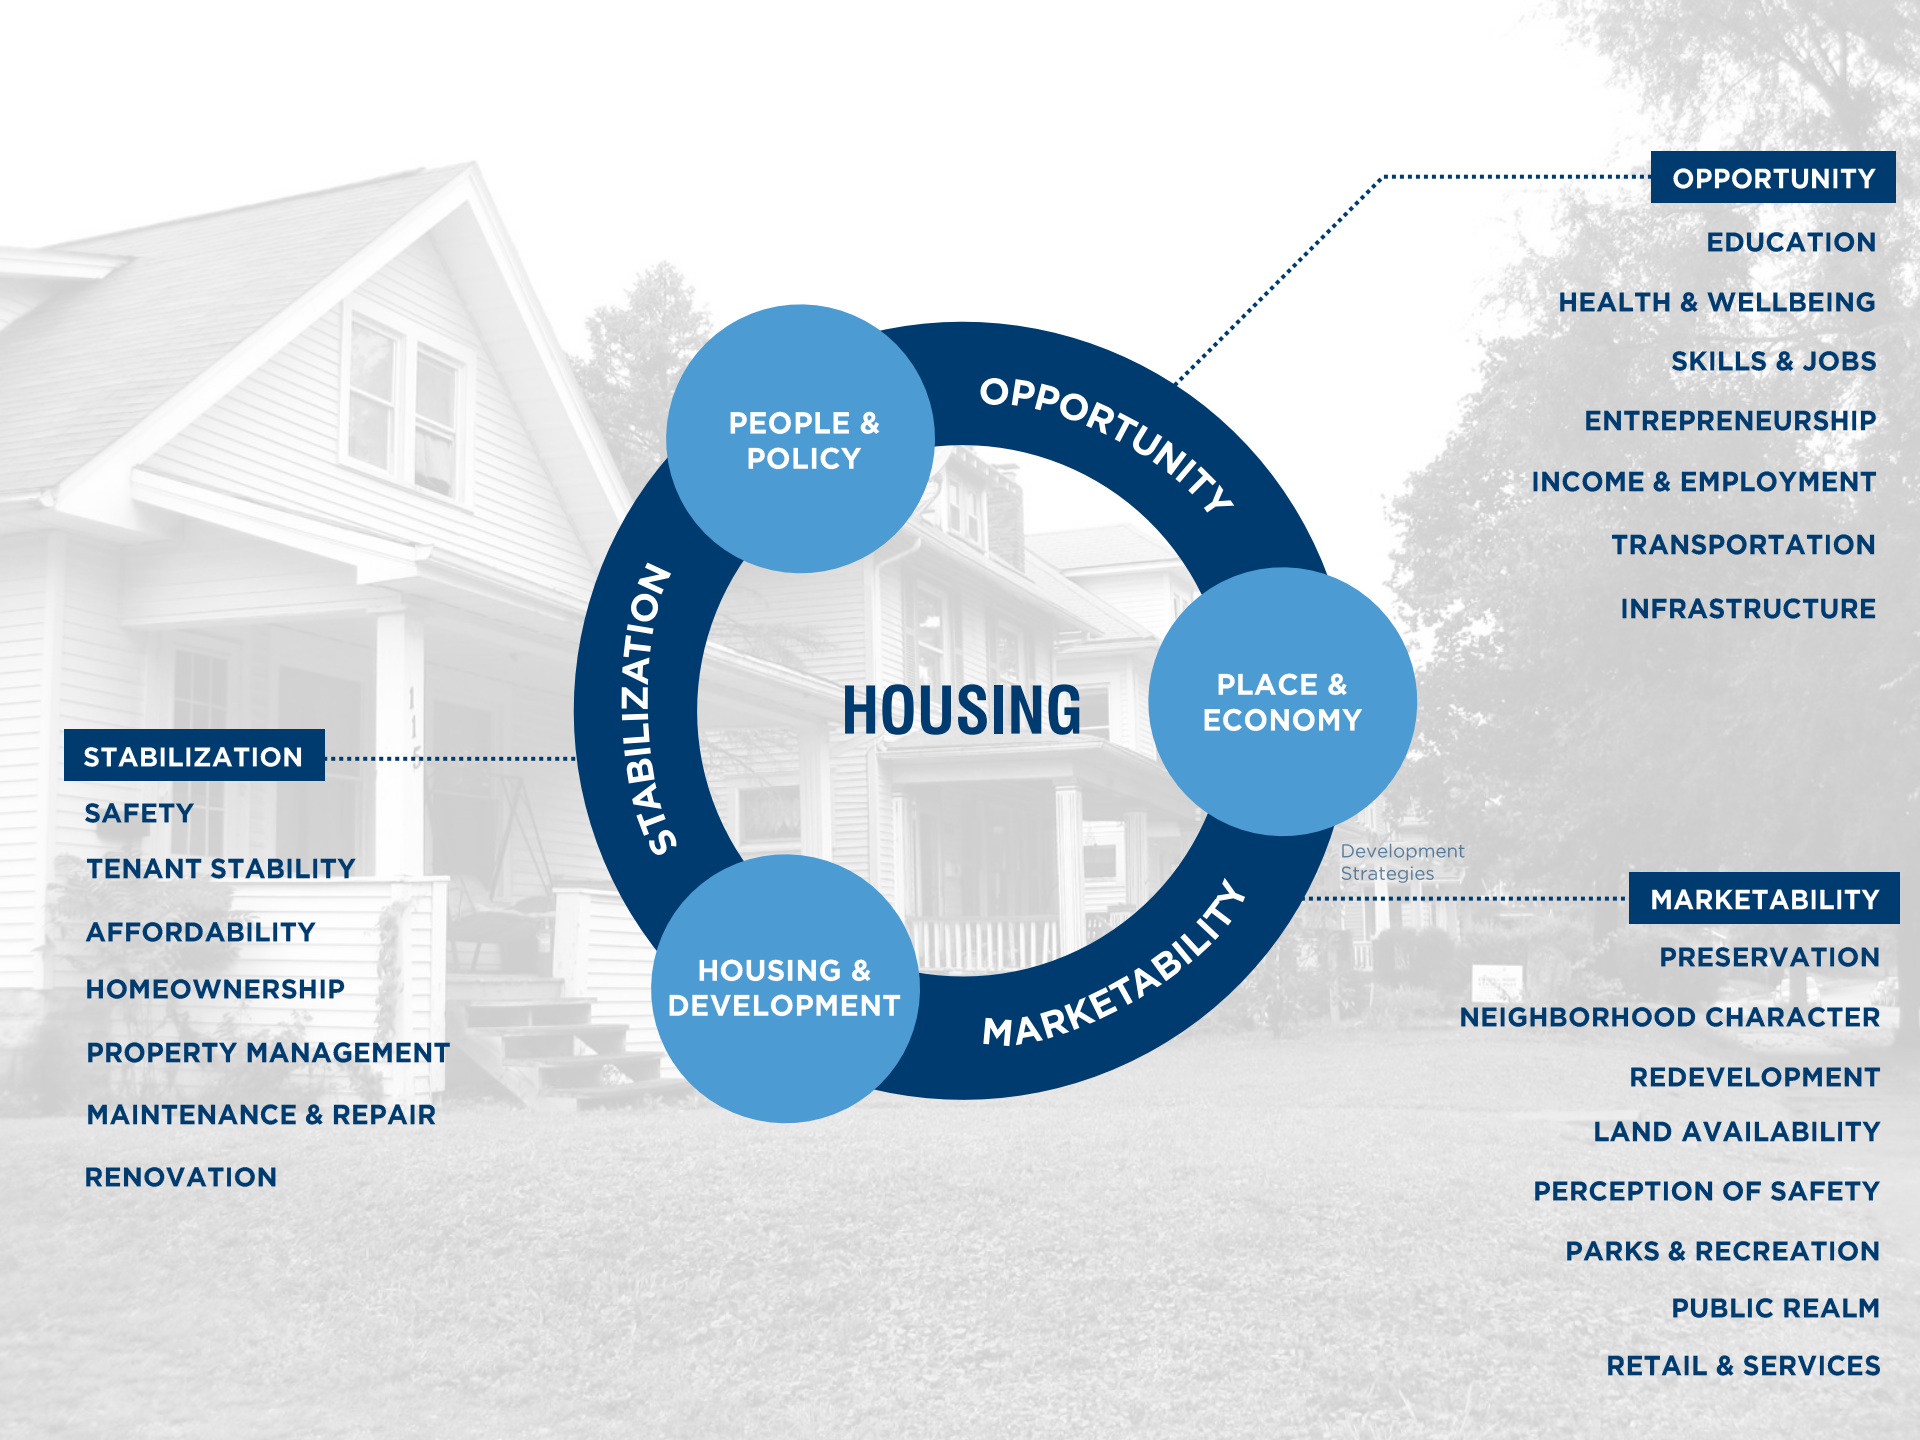 OPPORTUNITY
EDUCATION
HEALTH & WELLBEING
SKILLS & JOBS
ENTREPRENEURSHIP
INCOME & EMPLOYMENT
TRANSPORTATION
INFRASTRUCTURE
PEOPLE &
POLICY
OPPORTUNITY
STABILIZATION
HOUSING
PLACE &
ECONOMY
HOUSING &
DEVELOPMENT
MARKETABILITY
115
STABILIZATION
SAFETY
TENANT STABILITY
AFFORDABILITY
HOMEOWNERSHIP
PROPERTY MANAGEMENT
MAINTENANCE & REPAIR
RENOVATION
Development
Strategies
MARKETABILITY
PRESERVATION
NEIGHBORHOOD CHARACTER
REDEVELOPMENT
LAND AVAILABILITY
PERCEPTION OF SAFETY
PARKS & RECREATION
PUBLIC REALM
RETAIL & SERVICES